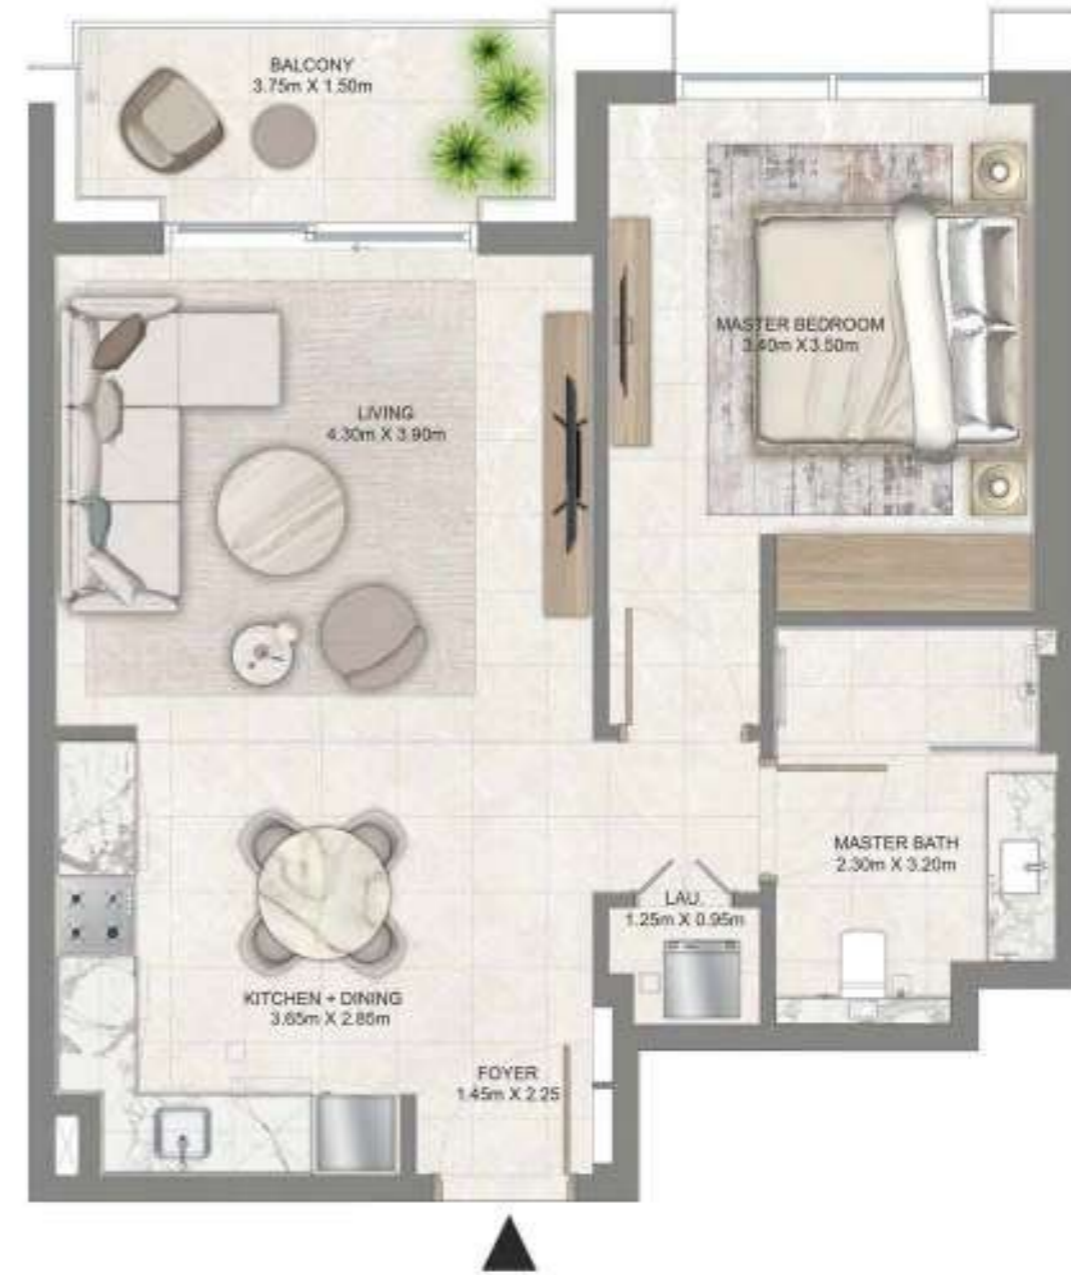 BALCONY
3.75m X 1.50m
MASTER BEDROOM
3.40m X3.50m
LIVING
4.30m X 3.90m
MASTER BATH
2.30m X 3.20m
LAU.
1.25m X 0.95m
KITCHEN + DINING
3.65m X 2.85m
FOYER
1.45m X 2.25